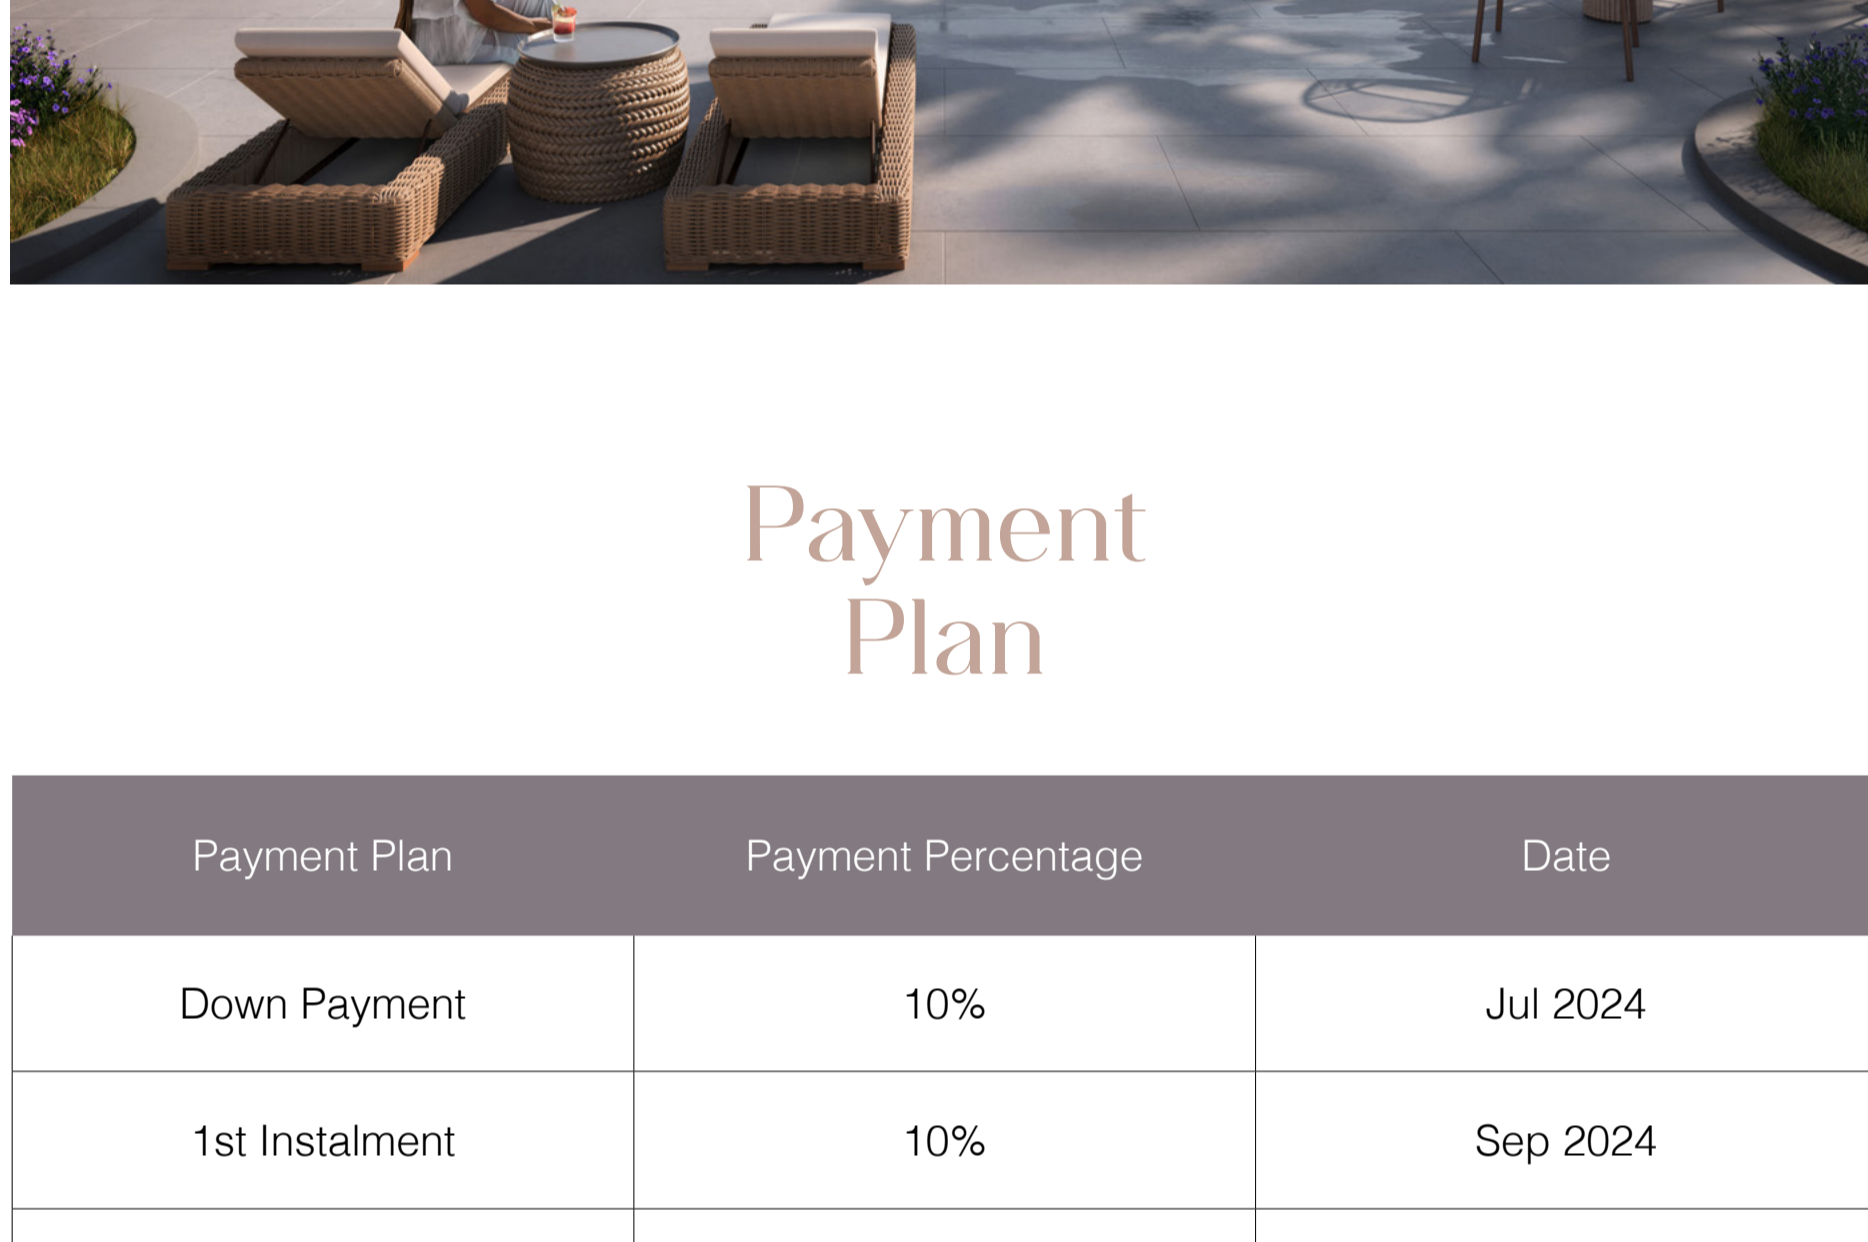 Payment
Plan
Payment Plan Payment Percentage Date
Down Payment 10% Jul 2024
1st Instalment 10% Sep 2024